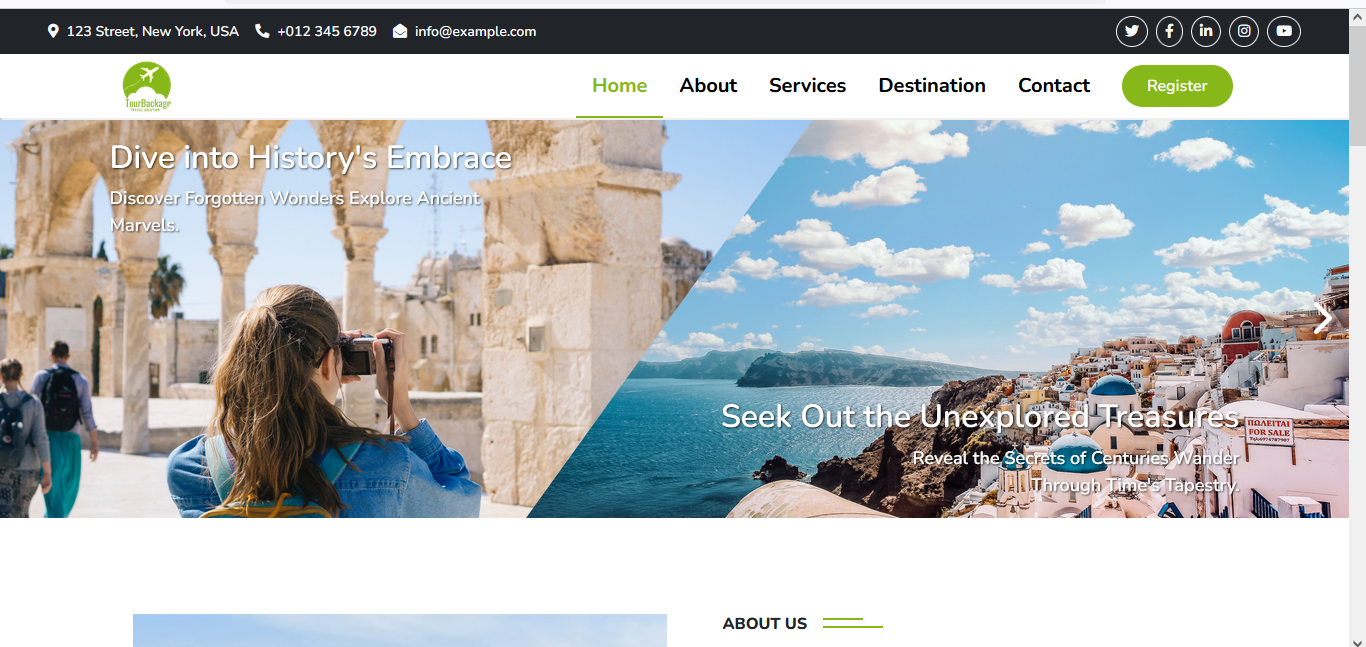 123 Street, New York, USA +012 345 6789 info@example.com
TourBackage
Home About Services Destination Contact Register
Dive into History's Embrace
Discover Forgotten Wonders Explore Ancient
Marvels.
Seek Out the Unexplored Treasures
ΠΩΛΕΙΤΑΙ
FOR SALE
Reveal the Secrets of Centuries Wander
Through Time's Tapestry.
ABOUT US